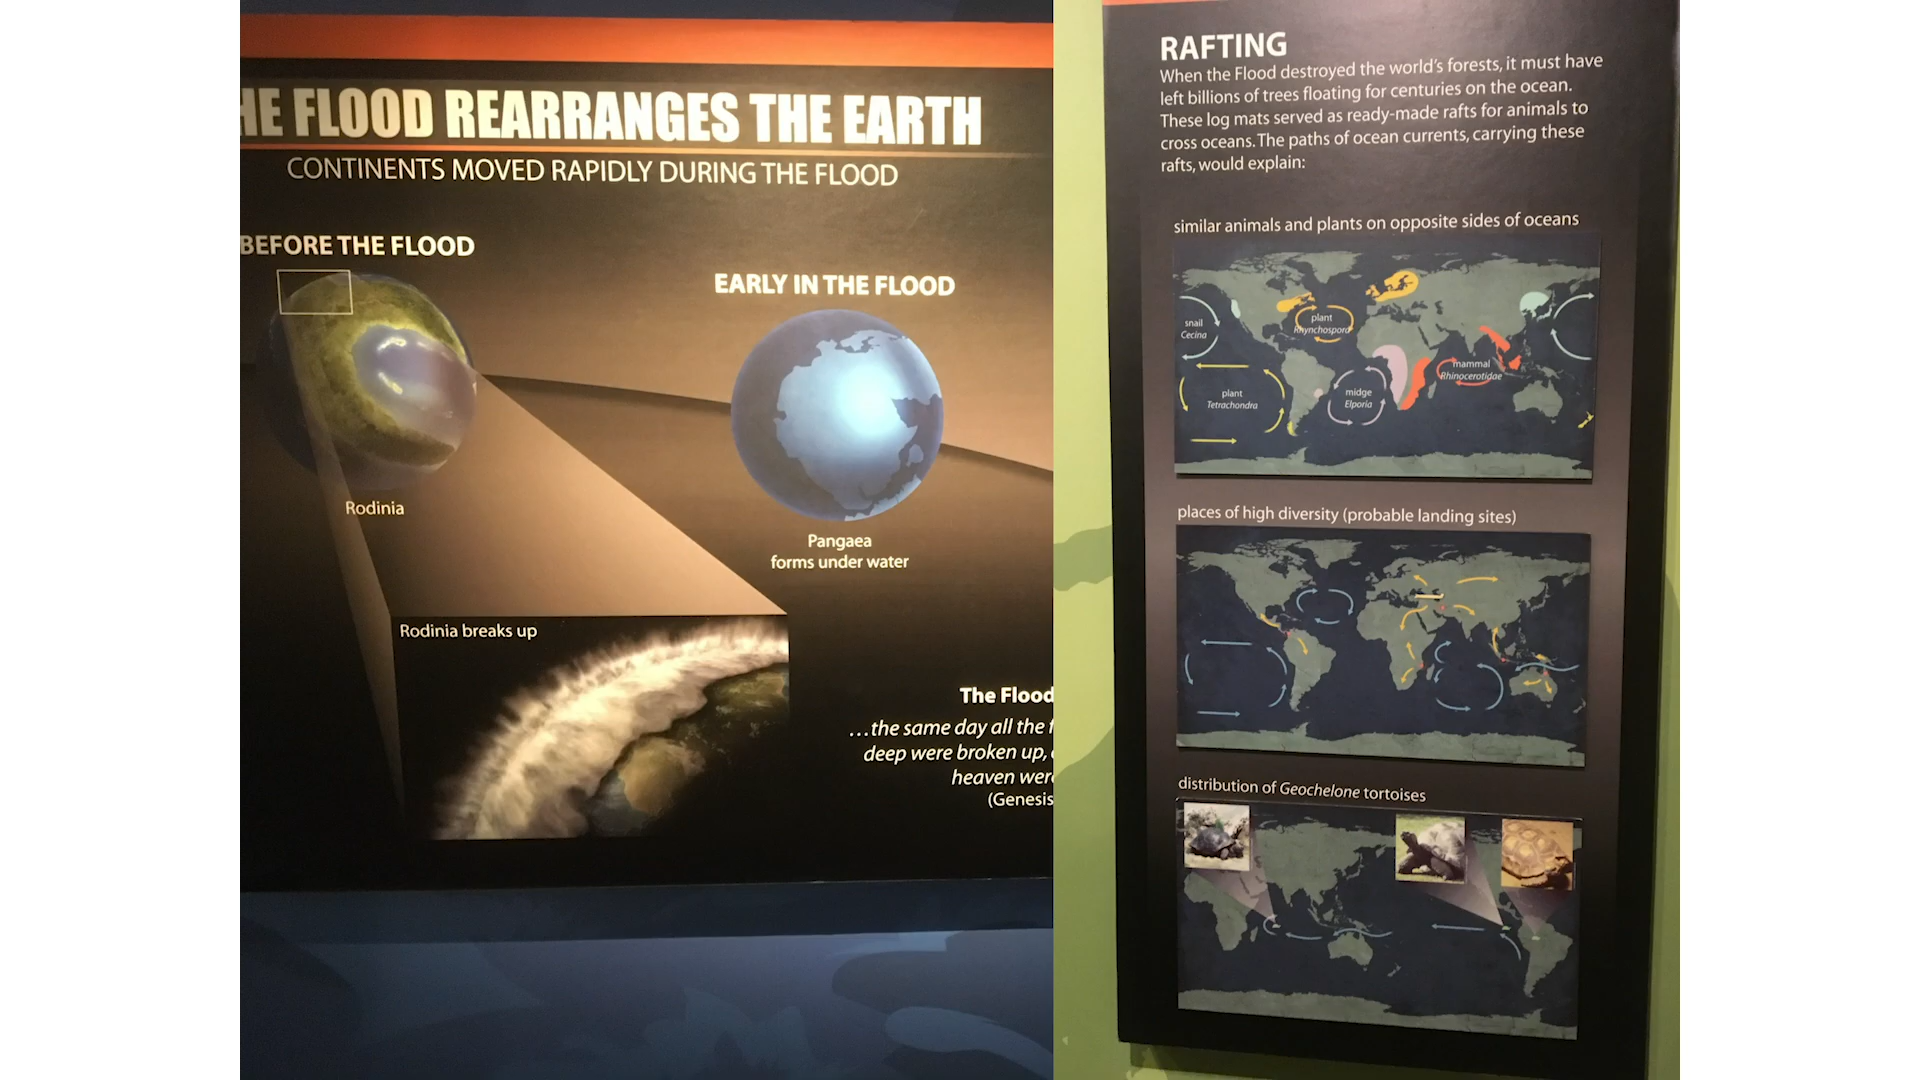 HE FLOOD REARRANGES THE EARTH
CONTINENTS MOVED RAPIDLY DURING THE FLOOD
BEFORE THE FLOOD
EARLY IN THE FLOOD
Rodinia
Pangaea
forms under water
Rodinia breaks up
The Flood
...the same day all the f
deep were broken up,
heaven were
(Genesis
RAFTING
When the Flood destroyed the world's forests, it must have
left billions of trees floating for centuries on the ocean.
These log mats served as ready-made rafts for animals to
cross oceans. The paths of ocean currents, carrying these
rafts, would explain:
similar animals and plants on opposite sides of oceans
snail
Cecina
plant
Rhynchospora
plant
Tetrachondra
midge
Elporia
mammal
Rhinocerotidae
places of high diversity (probable landing sites)
distribution of Geochelone tortoises